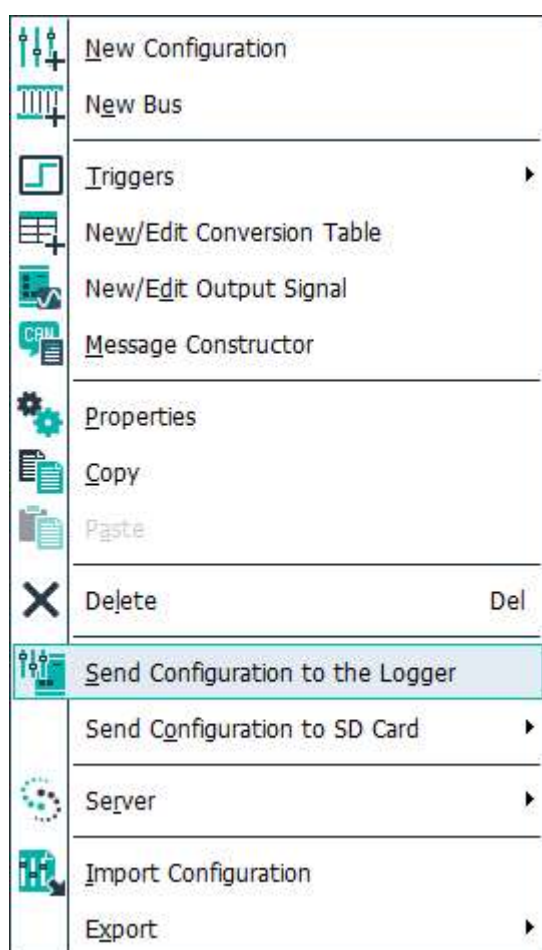 New Configuration
New Bus
Triggers
New/Edit Conversion Table
New/Edit Output Signal
CAN
Message Constructor
Properties
Copy
Paste
Delete Del
Send Configuration to the Logger
Send Configuration to SD Card
Server
Import Configuration
Export